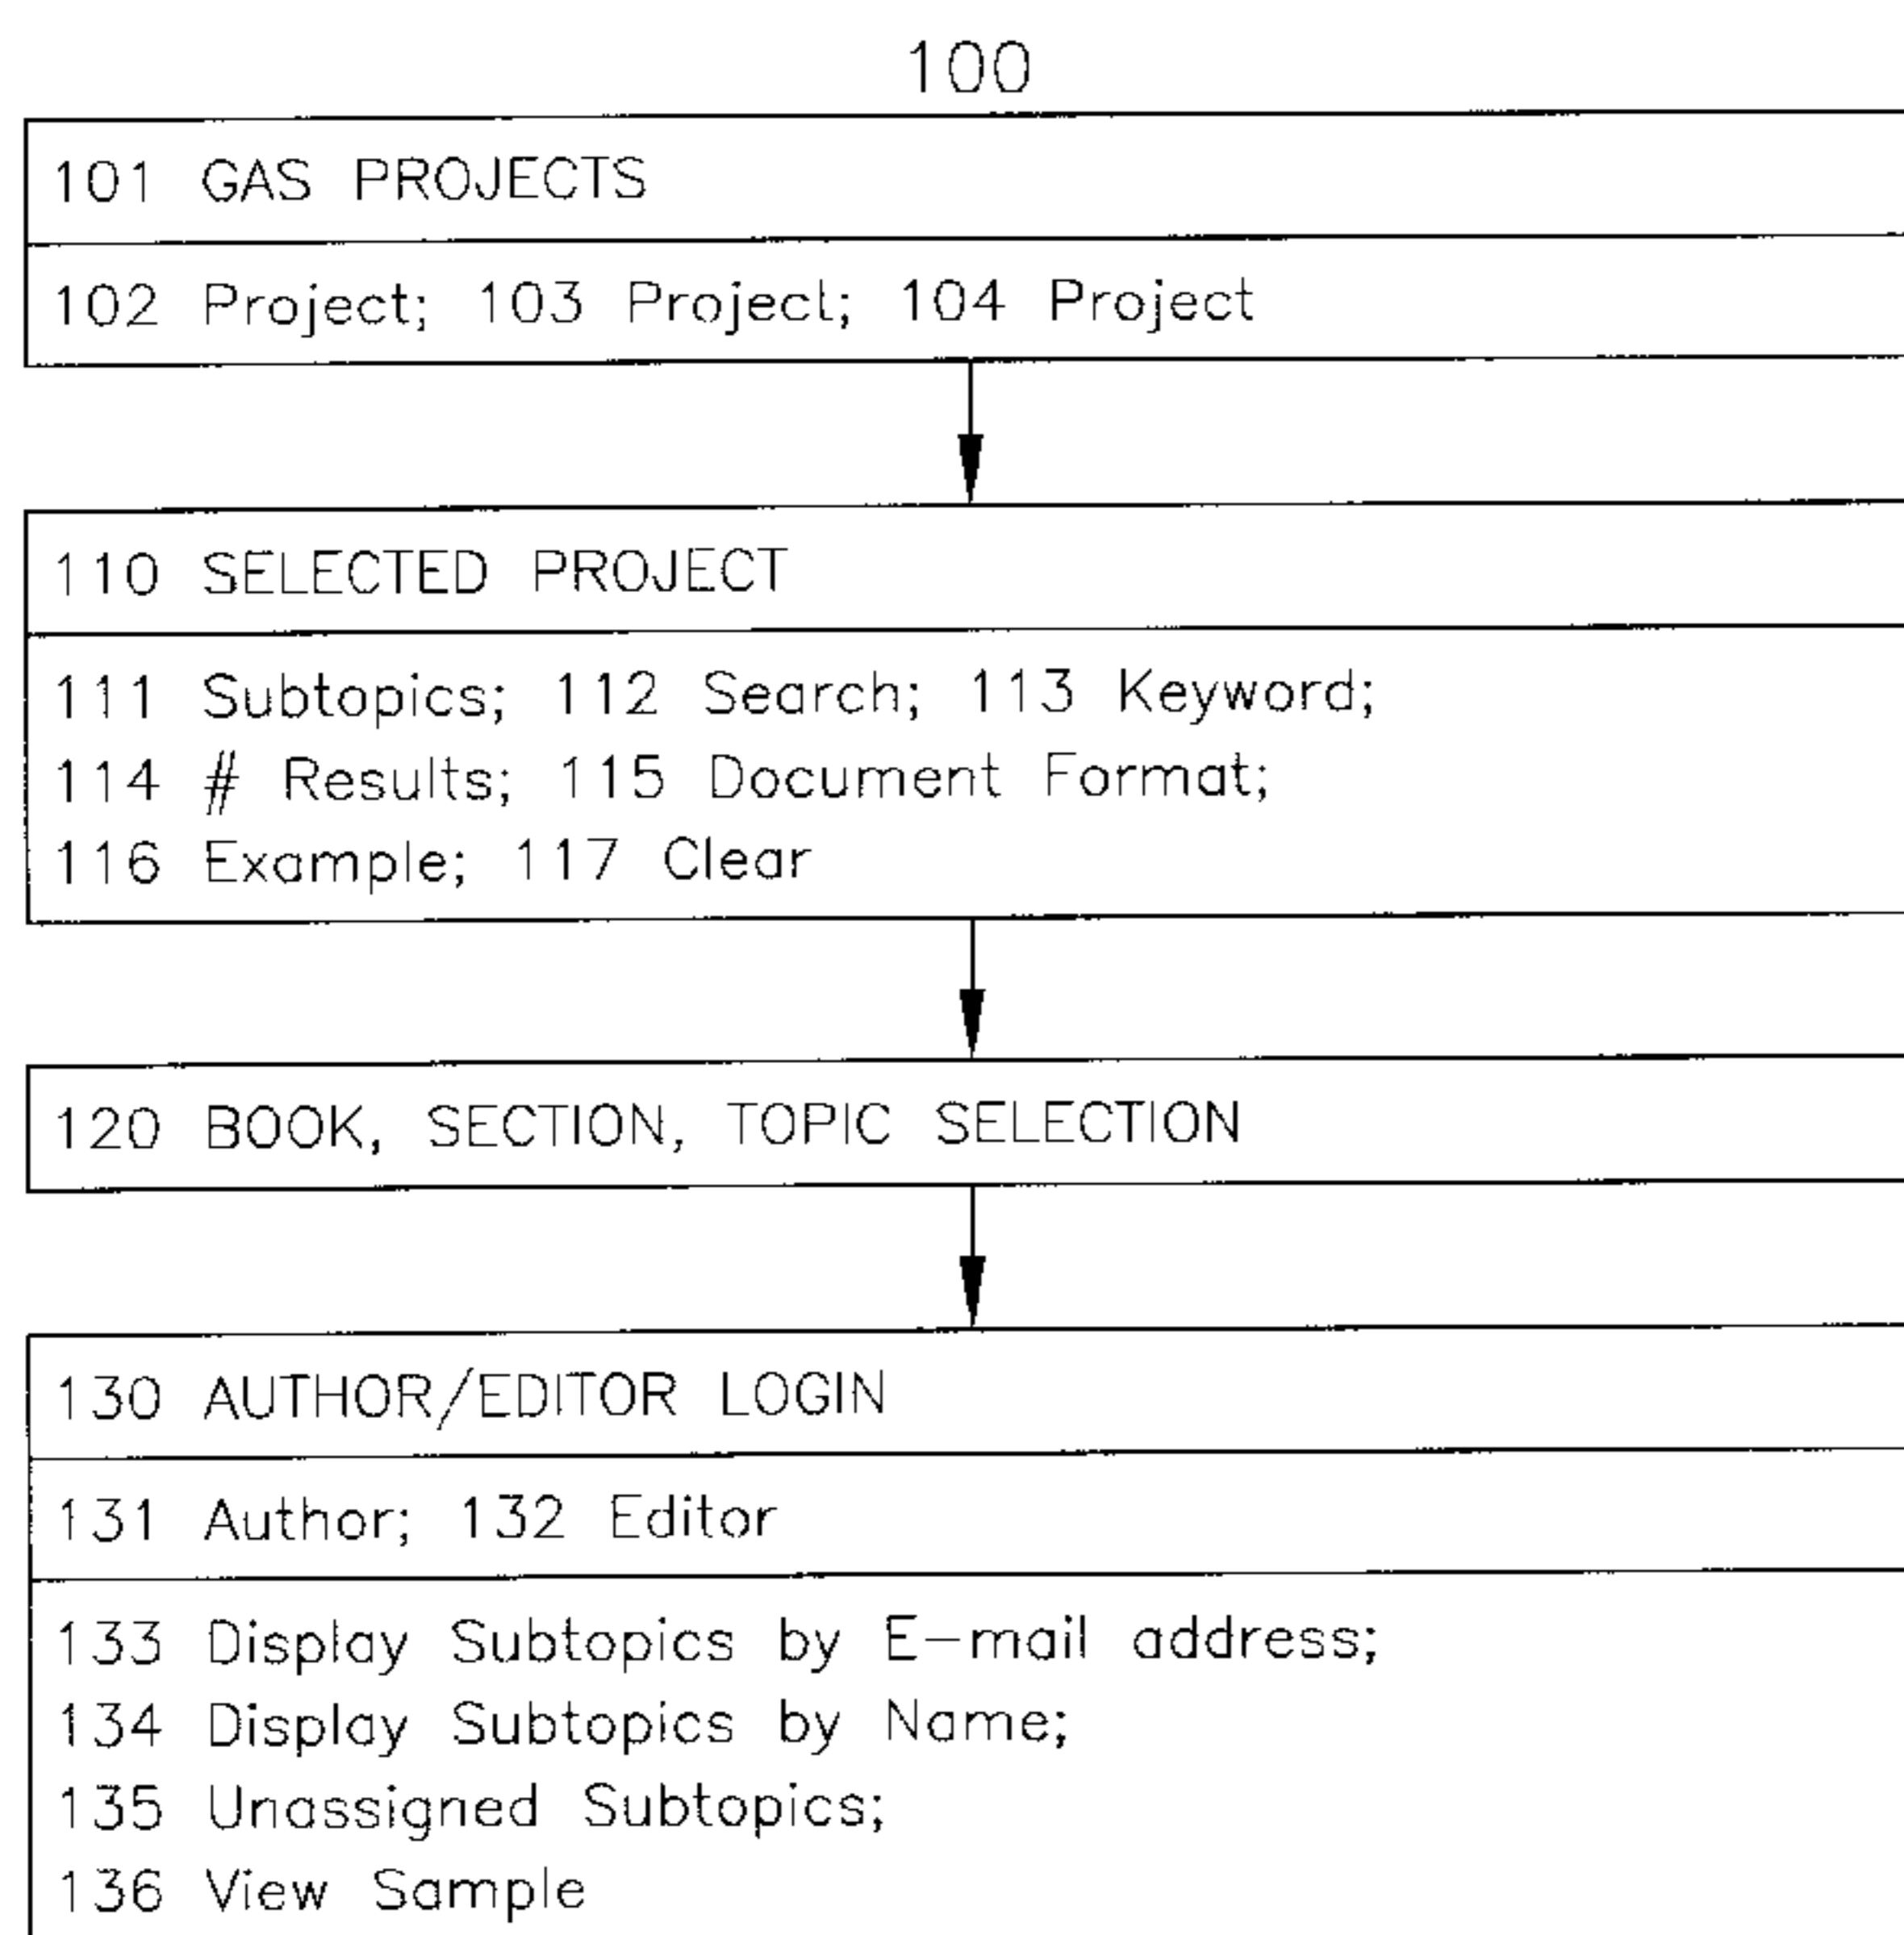 100
101 GAS PROJECTS
102 Project; 103 Project; 104 Project
110 SELECTED PROJECT
111 Subtopics; 112 Search; 113 Keyword;
114 # Results; 115 Document Format;
116 Example; 117 Clear
120 BOOK, SECTION, TOPIC SELECTION
130 AUTHOR/EDITOR LOGIN
131 Author; 132 Editor
133 Display Subtopics by E-mail address;
134 Display Subtopics by Name;
135 Unassigned Subtopics;
136 View Sample